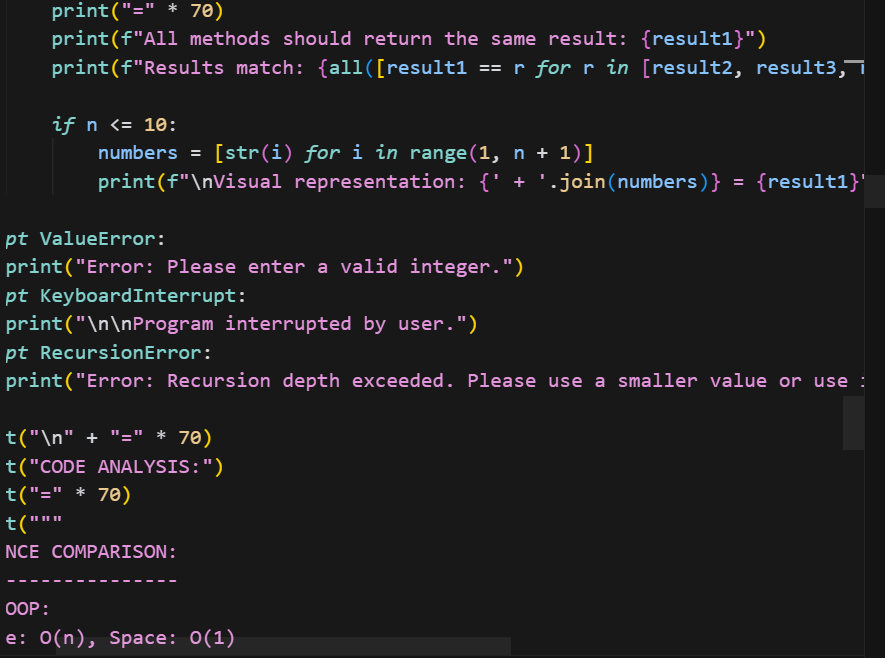 print("=" * 70)
print(f"All methods should return the same result: {result1}")
print(f"Results match: {all([result1 == r for r in [result2, result3,
if n <= 10:
numbers = [str(i) for i in range(1, n + 1)]
print(f"\nVisual representation: {' + '.join(numbers)} = {result1}"
pt ValueError:
print("Error: Please enter a valid integer.")
pt KeyboardInterrupt:
print("\n\nProgram interrupted by user.")
pt RecursionError:
print("Error: Recursion depth exceeded. Please use a smaller value or use
t("\n" + "=" * 70)
t("CODE ANALYSIS:")
t("=" * 70)
t("""
NCE COMPARISON:
---------------
OOP:
e: O(n), Space: O(1)